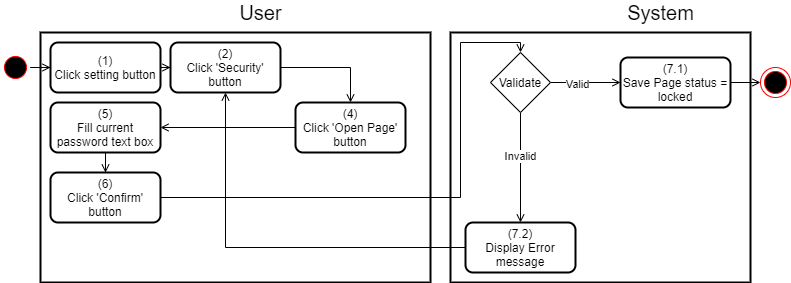 User
System
(1)
Click setting button
(2)
Click 'Security'
button
(4)
Click 'Open Page'
button
(5)
Fill current
password text box
(6)
Click 'Confirm'
button
Validate
Valid
(7.1)
Save Page status =
locked
Invalid
(7.2)
Display Error
message